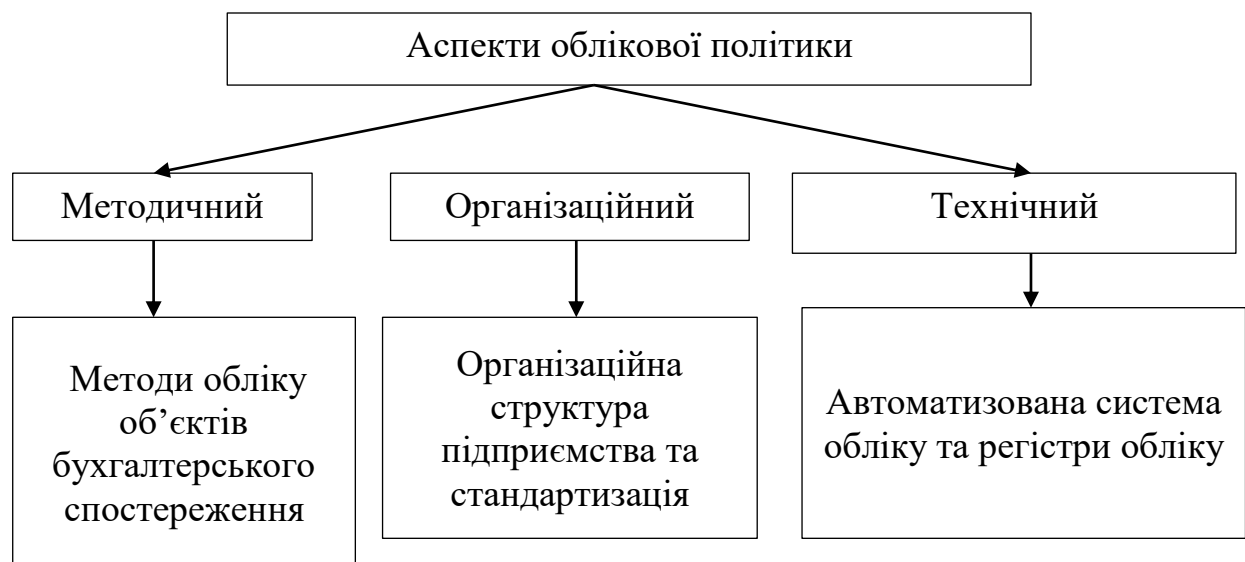 Аспекти облікової політики
Методичний
Організаційний
Технічний
Методи обліку
об’єктів
бухгалтерського
спостереження
Організаційна
структура
підприємства та
стандартизація
Автоматизована система
обліку та регістри обліку